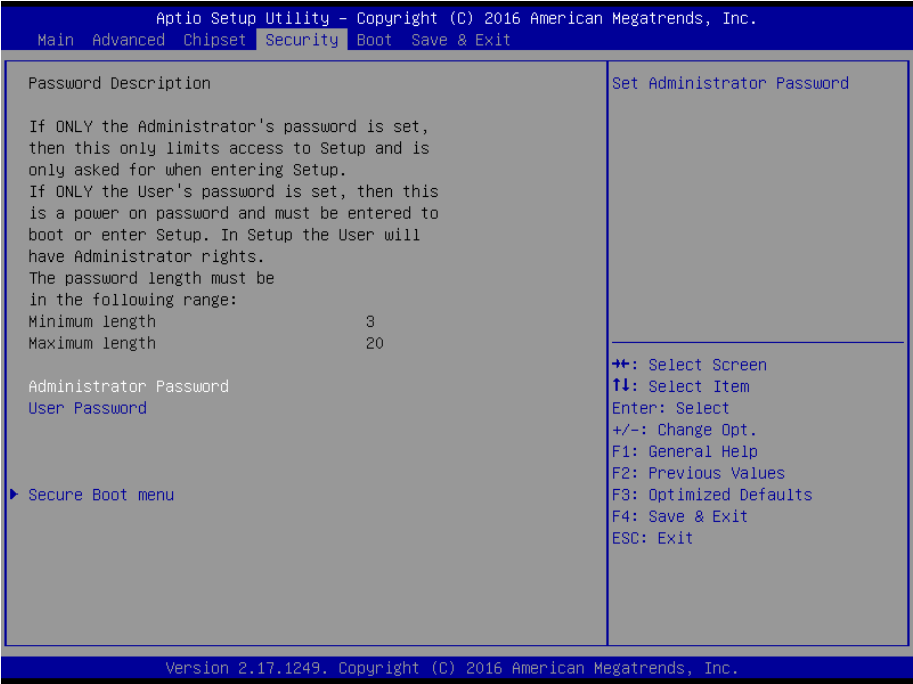 Aptio Setup Utility – Copyright (C) 2016 American Megatrends, Inc.
Main Advanced Chipset Security Boot Save & Exit
Password Description
If ONLY the Administrator's password is set,
then this only limits access to Setup and is
only asked for when entering Setup.
If ONLY the User's password is set, then this
is a power on password and must be entered to
boot or enter Setup. In Setup the User will
have Administrator rights.
The password length must be
in the following range:
Minimum length 3
Maximum length 20
Administrator Password
User Password
Secure Boot menu
Set Administrator Password
→←: Select Screen
↑↓: Select Item
Enter: Select
+/-: Change Opt.
F1: General Help
F2: Previous Values
F3: Optimized Defaults
F4: Save & Exit
ESC: Exit
Version 2.17.1249. Copyright (C) 2016 American Megatrends, Inc.